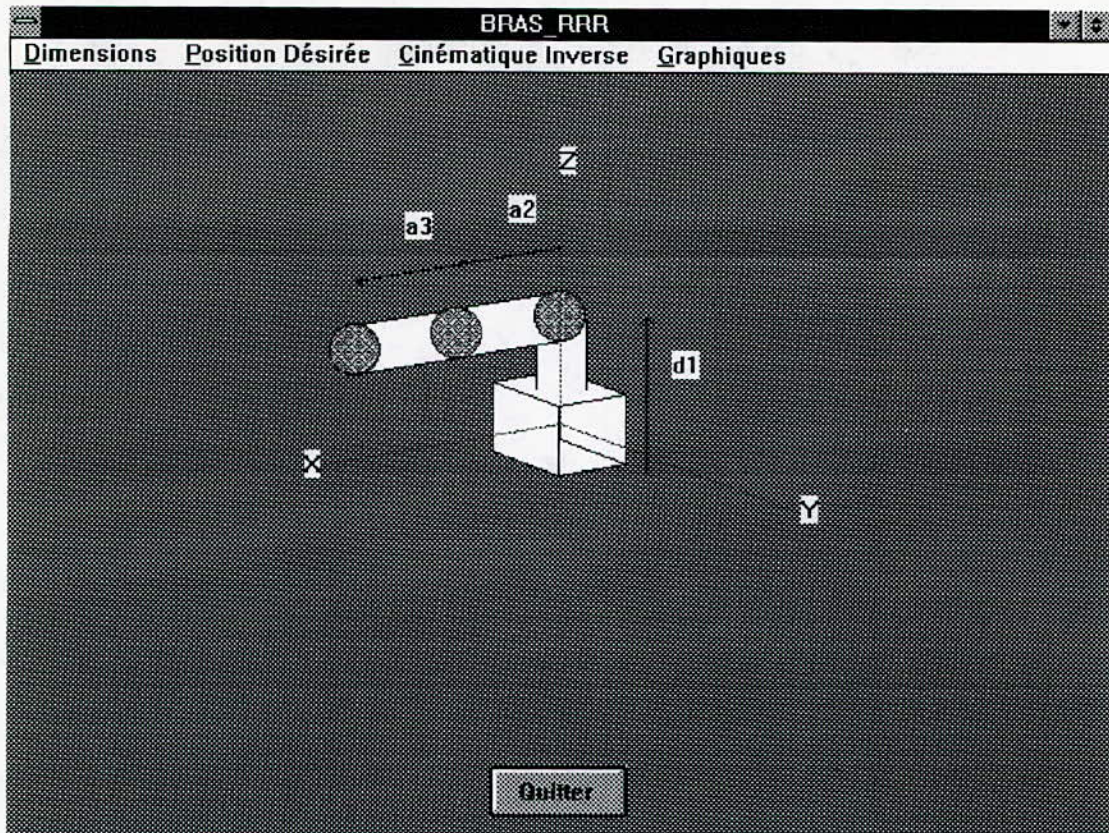 BRAS_RRR
Dimensions Position Désirée Cinématique Inverse Graphiques
Z
a2
a3
d1
X
Y
Quitter